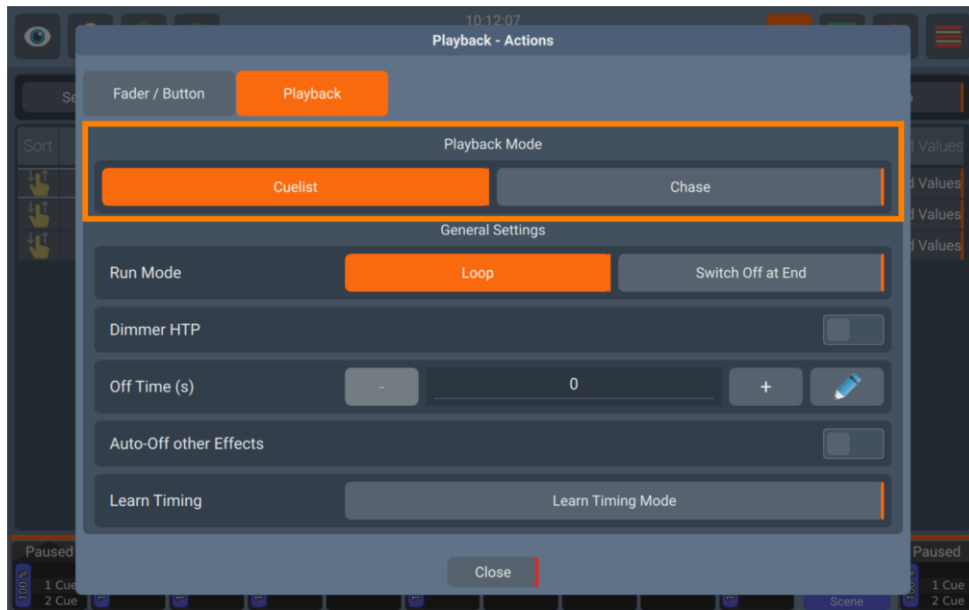 10:12:07
Playback - Actions
Fader / Button
Playback
Playback Mode
Sort
d Values
Cuelist
Chase
d Values
d Values
General Settings
d Values
Run Mode
Loop
Switch Off at End
Dimmer HTP
Off Time (s)
-
0
+
Auto-Off other Effects
Learn Timing
Learn Timing Mode
Paused
Paused
Close
100 %
1 Cue
2 Cue
Scene
100 %
1 Cue
2 Cue